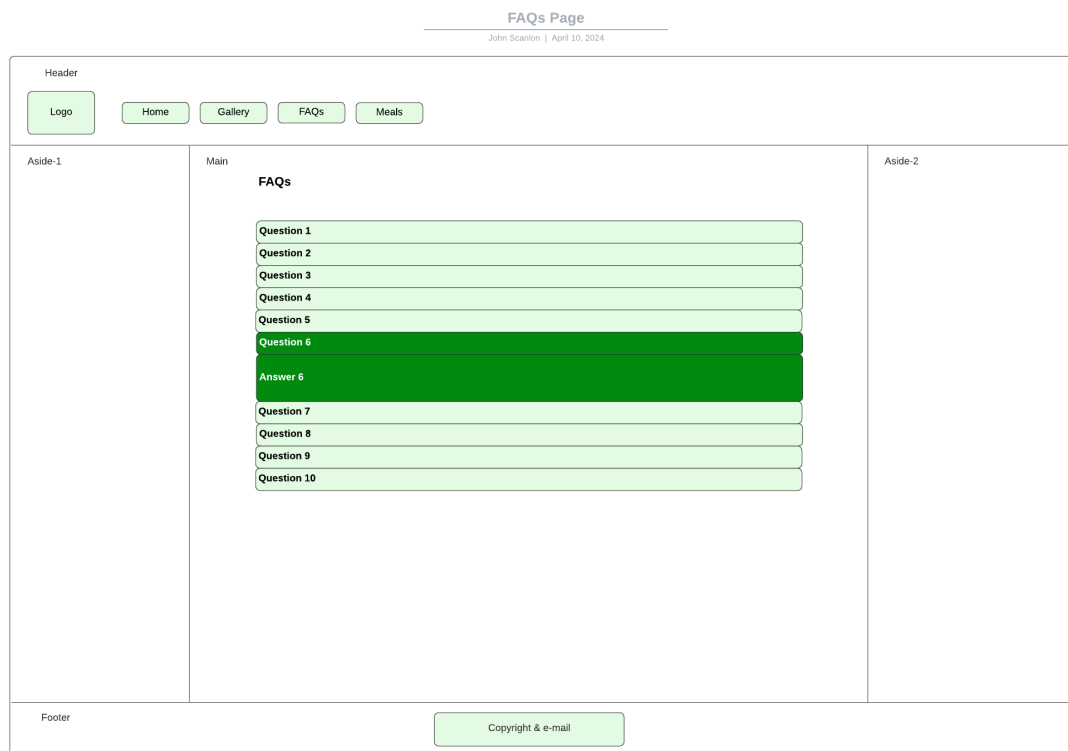 FAQs Page
John Scanlon | April 10, 2024
Header
Logo
Home
Gallery
FAQs
Meals
Aside-1
Main
Aside-2
FAQs
Question 1
Question 2
Question 3
Question 4
Question 5
Question 6
Answer 6
Question 7
Question 8
Question 9
Question 10
Footer
Copyright & e-mail